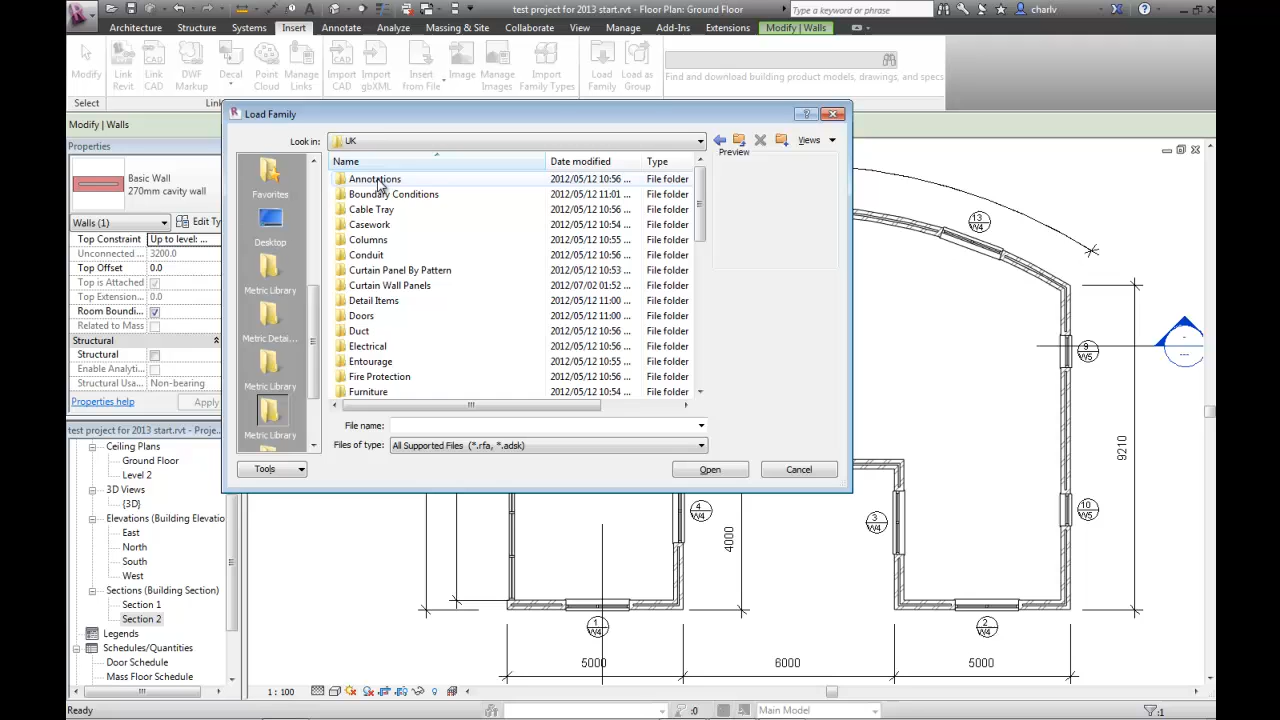 test project for 2013 start.rvt - Floor Plan: Ground Floor
Type a keyword or phrase
charlv
Architecture Structure Systems Insert Annotate Analyze Massing & Site Collaborate View Manage Add-Ins Extensions Modify | Walls
Modify
Link Revit
Link CAD
DWF Markup
Decal
Point Cloud
Manage Links
Import CAD
Import gbXML
Insert from File
Image
Manage Images
Import Family Types
Load Family
Load as Group
Find and download building product models, drawings, and specs
Select
Link
Modify | Walls
Properties
Basic Wall
270mm cavity wall
Walls (1)
Edit Ty
Top Constraint Up to level: ...
Unconnected ... 3200.0
Top Offset 0.0
Top is Attached
Top Extension... 0.0
Room Boundi...
Related to Mass
Structural
Structural
Enable Analyti...
Structural Usa... Non-bearing
Properties help
Apply
test project for 2013 start.rvt - Proje...
Ceiling Plans
Ground Floor
Level 2
3D Views
{3D}
Elevations (Building Elevatio
East
North
South
West
Sections (Building Section)
Section 1
Section 2
Legends
Schedules/Quantities
Door Schedule
Mass Floor Schedule
Load Family
Look in:
UK
Views
Preview
Favorites
Desktop
Metric Library
Metric Detai...
Metric Library
Metric Library
Name Date modified Type
Annotations 2012/05/12 10:56 ... File folder
Boundary Conditions 2012/05/12 11:01 ... File folder
Cable Tray 2012/05/12 10:56 ... File folder
Casework 2012/05/12 10:54 ... File folder
Columns 2012/05/12 10:55 ... File folder
Conduit 2012/05/12 10:56 ... File folder
Curtain Panel By Pattern 2012/05/12 10:53 ... File folder
Curtain Wall Panels 2012/07/02 01:52 ... File folder
Detail Items 2012/05/12 11:00 ... File folder
Doors 2012/05/12 11:00 ... File folder
Duct 2012/05/12 10:56 ... File folder
Electrical 2012/05/12 10:56 ... File folder
Entourage 2012/05/12 10:55 ... File folder
Fire Protection 2012/05/12 10:56 ... File folder
Furniture 2012/05/12 10:54 ... File folder
File name:
Files of type: All Supported Files (*.rfa, *.adsk)
Tools
Open
Cancel
13
W4
9
W5
9210
10
W5
4
W4
4000
3
W4
1
W4
2
W4
5000
6000
5000
1 : 100
Ready
:0
Main Model
:1